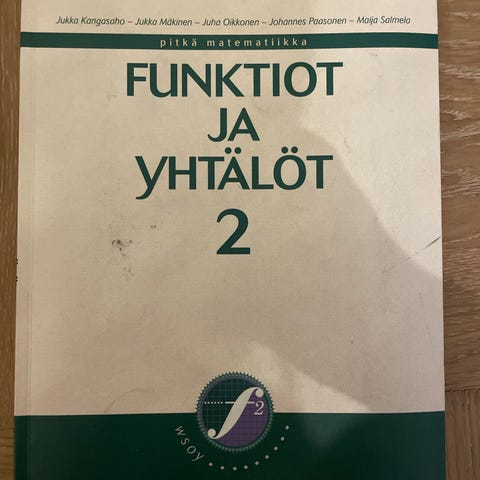 Jukka Kangasaho – Jukka Mäkinen – Juha Oikkonen – Johannes Paasonen – Maija Salmela
pitkä matematiikka
FUNKTIOT
JA
YHTÄLÖT
2
f2
wsoy